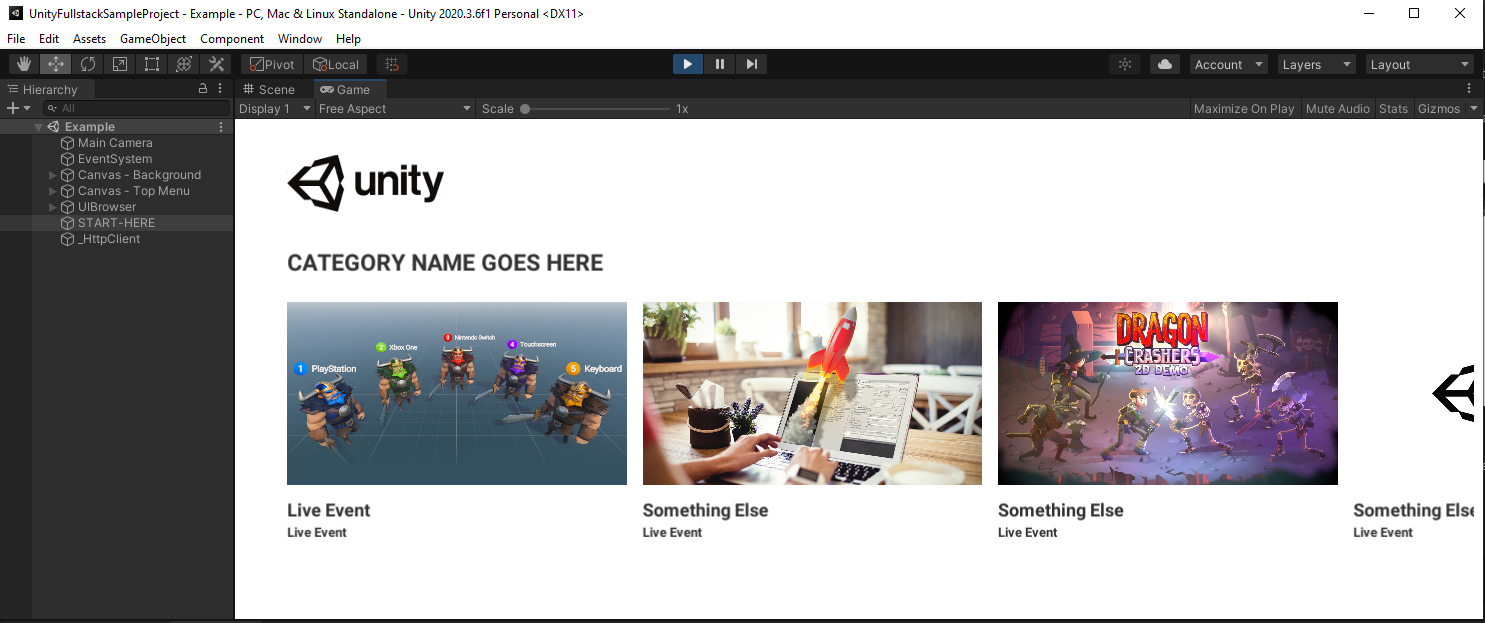 UnityFullstackSampleProject - Example - PC, Mac & Linux Standalone - Unity 2020.3.6f1 Personal <DX11>
File Edit Assets GameObject Component Window Help
Pivot Local Account Layers Layout
Hierarchy
All
Example
Main Camera
EventSystem
Canvas - Background
Canvas - Top Menu
UIBrowser
START-HERE
_HttpClient
Scene Game
Display 1 Free Aspect Scale 1x Maximize On Play Mute Audio Stats Gizmos
unity
CATEGORY NAME GOES HERE
1 PlayStation
2 Xbox One
3 Nintendo Switch
4 Touchscreen
5 Keyboard
DRAGON
CRASHERS
2D DEMO
Live Event Something Else Something Else Something Else
Live Event Live Event Live Event Live Event